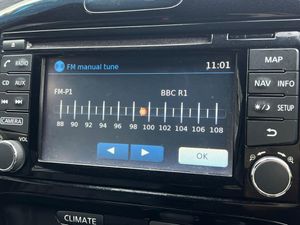 FM manual tune
11:01
FM-P1 BBC R1
88 90 92 94 96 98 100 102 104 106 108
OK
RADIO
CD AUX
CAMERA
VOL
MAP
NAV INFO
SETUP
CLIMATE